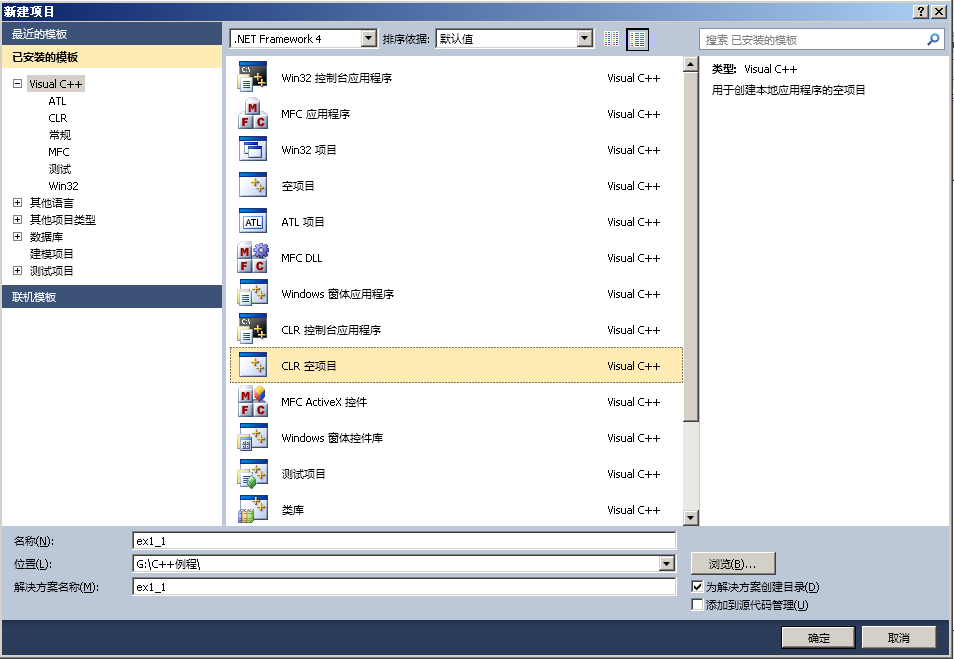 新建项目
最近的模板
已安装的模板
Visual C++
ATL
CLR
常规
MFC
测试
Win32
其他语言
其他项目类型
数据库
建模项目
测试项目
联机模板
.NET Framework 4 排序依据: 默认值
Win32 控制台应用程序 Visual C++
MFC 应用程序 Visual C++
Win32 项目 Visual C++
空项目 Visual C++
ATL 项目 Visual C++
MFC DLL Visual C++
Windows 窗体应用程序 Visual C++
CLR 控制台应用程序 Visual C++
CLR 空项目 Visual C++
MFC ActiveX 控件 Visual C++
Windows 窗体控件库 Visual C++
测试项目 Visual C++
类库 Visual C++
搜索 已安装的模板
类型: Visual C++
用于创建本地应用程序的空项目
名称(N): ex1_1
位置(L): G:\C++例程\ 浏览(B)...
解决方案名称(M): ex1_1
为解决方案创建目录(D)
添加到源代码管理(U)
确定 取消